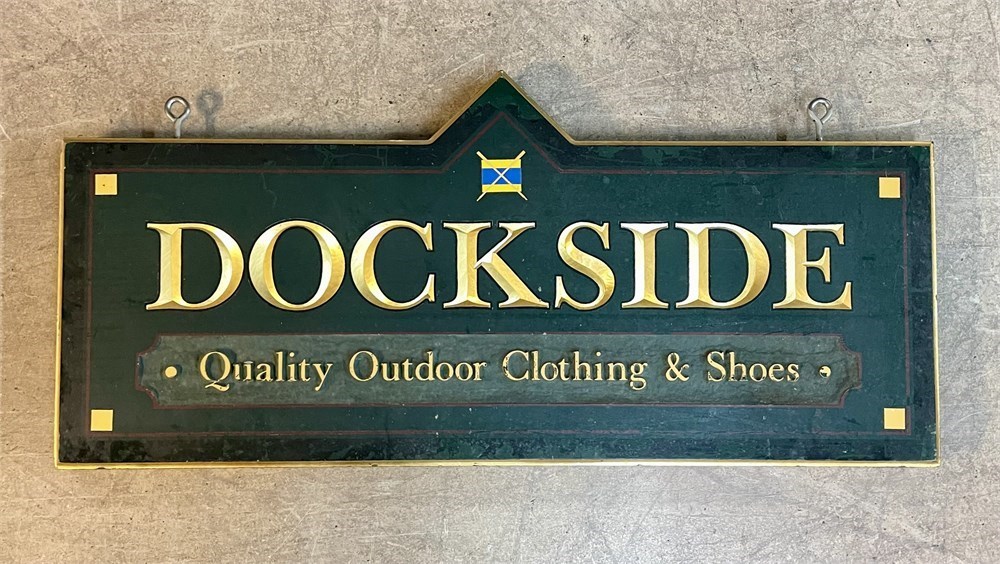 DOCKSIDE
• Quality Outdoor Clothing & Shoes •